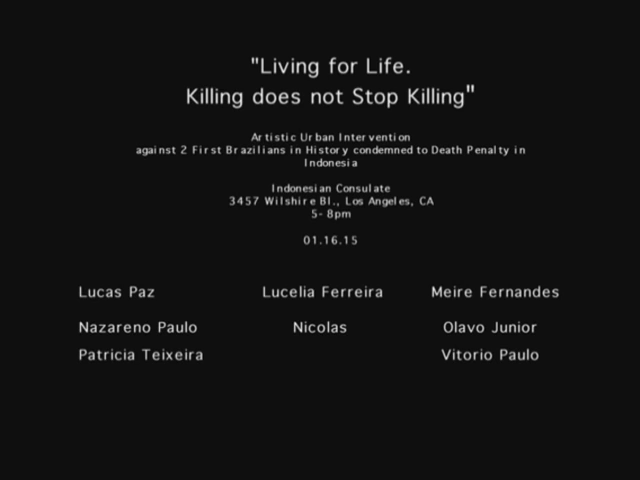 "Living for Life.
Killing does not Stop Killing"
Artistic Urban Intervention
against 2 First Brazilians in History condemned to Death Penalty in
Indonesia
Indonesian Consulate
3457 Wilshire Bl., Los Angeles, CA
5-8pm
01.16.15
Lucas Paz Lucelia Ferreira Meire Fernandes
Nazareno Paulo Nicolas Olavo Junior
Patricia Teixeira Vitorio Paulo